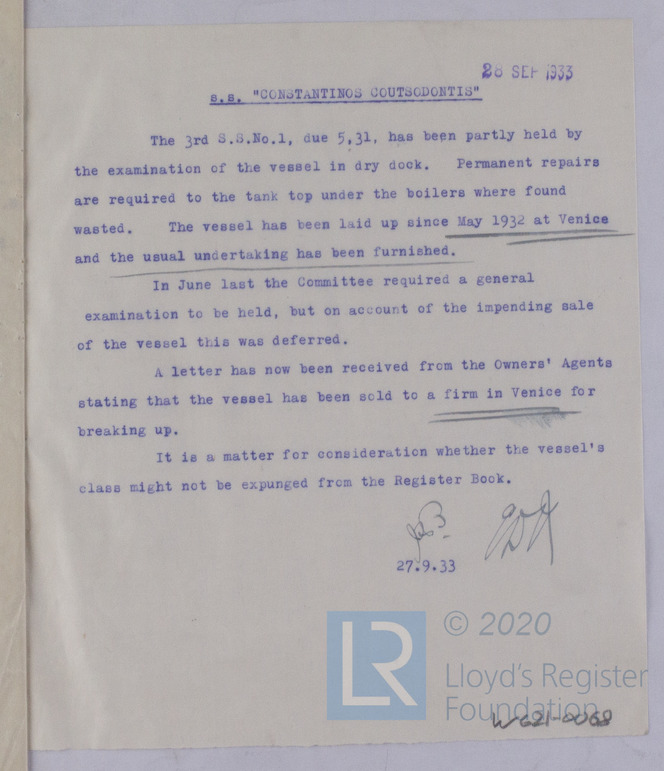 28 SEP 1933
s.s. "CONSTANTINOS COUTSODONTIS"
The 3rd S.S.No.1, due 5,31, has been partly held by
the examination of the vessel in dry dock. Permanent repairs
are required to the tank top under the boilers where found
wasted. The vessel has been laid up since May 1932 at Venice
and the usual undertaking has been furnished.
In June last the Committee required a general
examination to be held, but on account of the impending sale
of the vessel this was deferred.
A letter has now been received from the Owners' Agents
stating that the vessel has been sold to a firm in Venice for
breaking up.
It is a matter for consideration whether the vessel's
class might not be expunged from the Register Book.
27.9.33
LR
© 2020
Lloyd's Register
Foundation
W621-0068